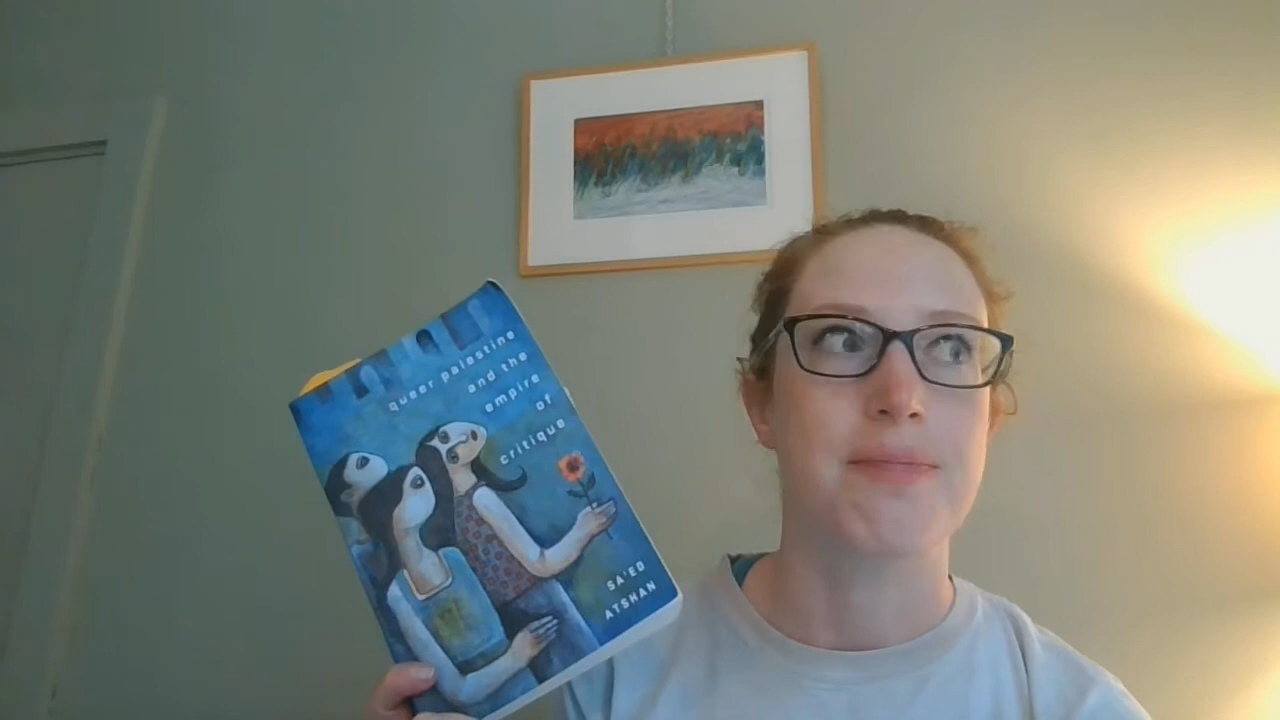 queer palestine
and the
empire
of
critique
SA'ED
ATSHAN